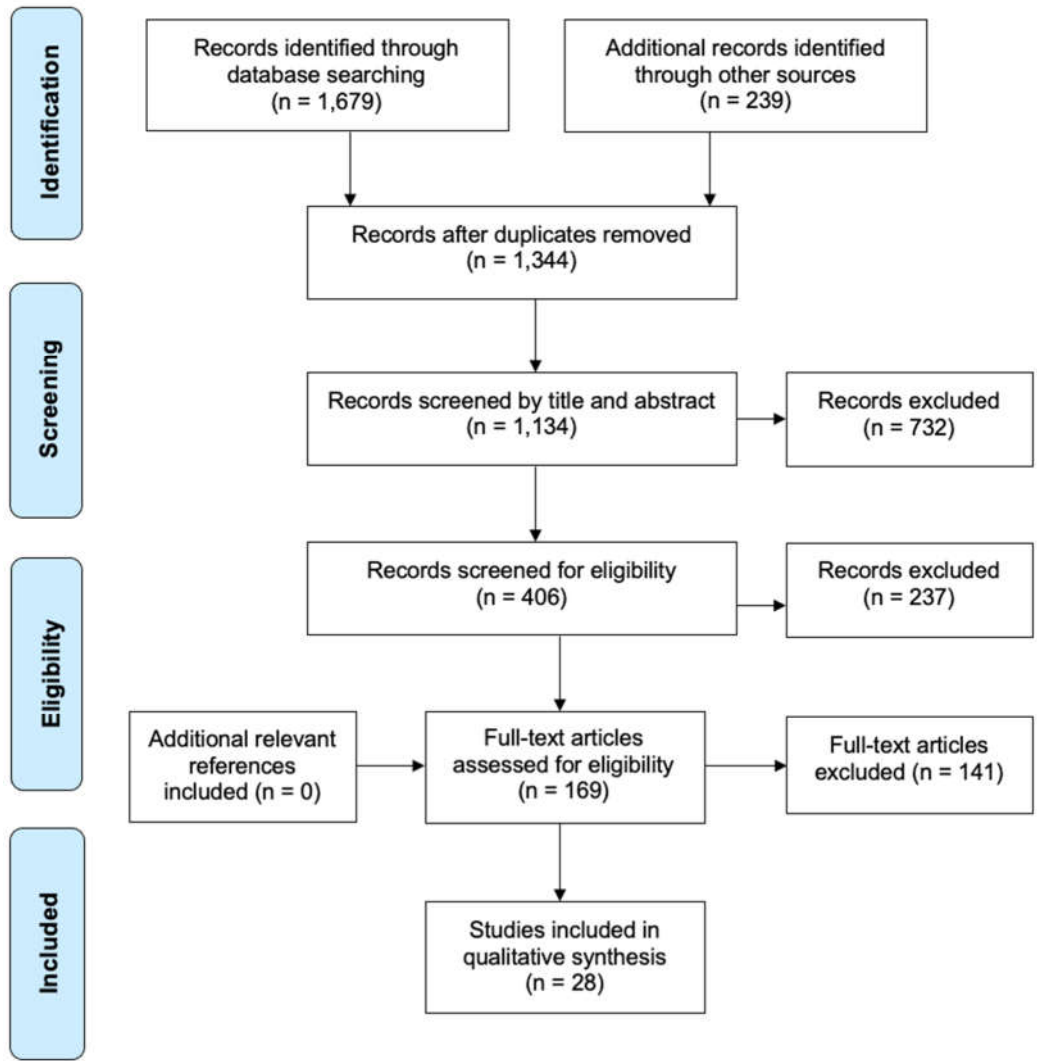 Identification
Records identified through
database searching
(n = 1,679)
Additional records identified
through other sources
(n = 239)
Records after duplicates removed
(n = 1,344)
Screening
Records screened by title and abstract
(n = 1,134)
Records excluded
(n = 732)
Eligibility
Records screened for eligibility
(n = 406)
Records excluded
(n = 237)
Additional relevant
references
included (n = 0)
Full-text articles
assessed for eligibility
(n = 169)
Full-text articles
excluded (n = 141)
Included
Studies included in
qualitative synthesis
(n = 28)